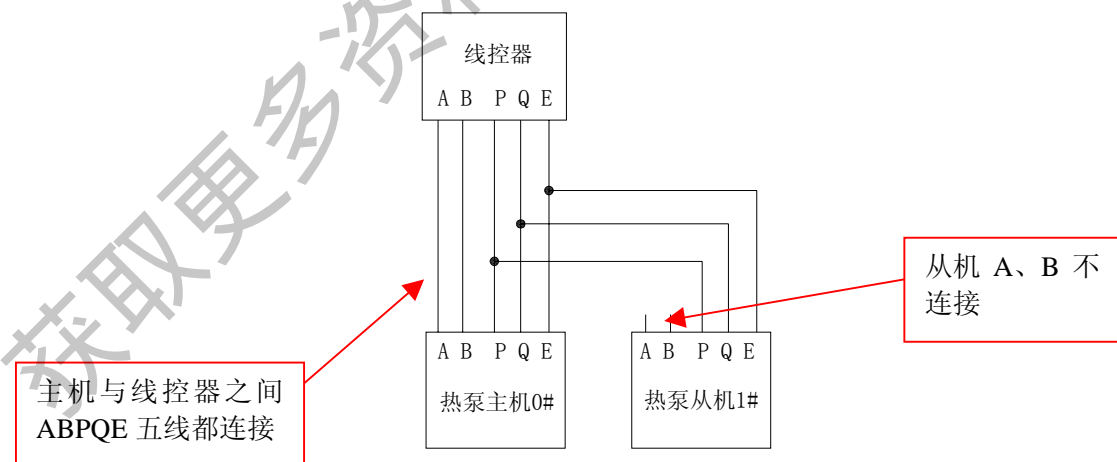 获取更多资
线控器
A B P Q E
从机 A、B 不
连接
A B P Q E
A B P Q E
热泵主机0#
热泵从机1#
主机与线控器之间
ABPQE 五线都连接